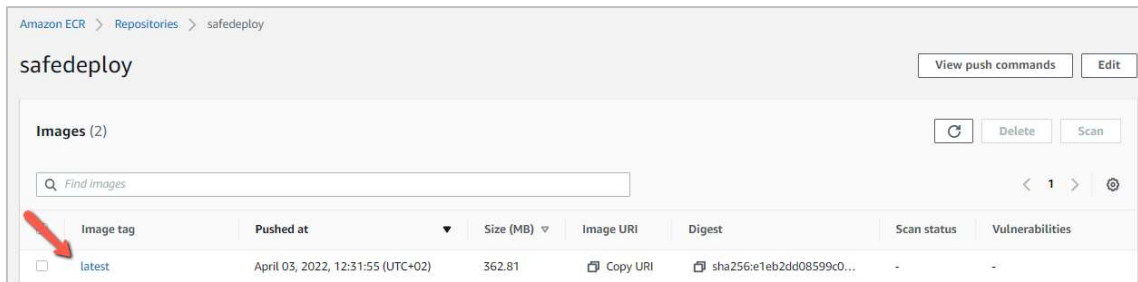 Amazon ECR > Repositories > safedeploy
safedeploy
View push commands
Edit
Images (2)
Delete
Scan
Find images
< 1 >
Image tag
Pushed at
Size (MB)
Image URI
Digest
Scan status
Vulnerabilities
latest
April 03, 2022, 12:31:55 (UTC+02)
362.81
Copy URI
sha256:e1eb2dd08599c0...
-
-